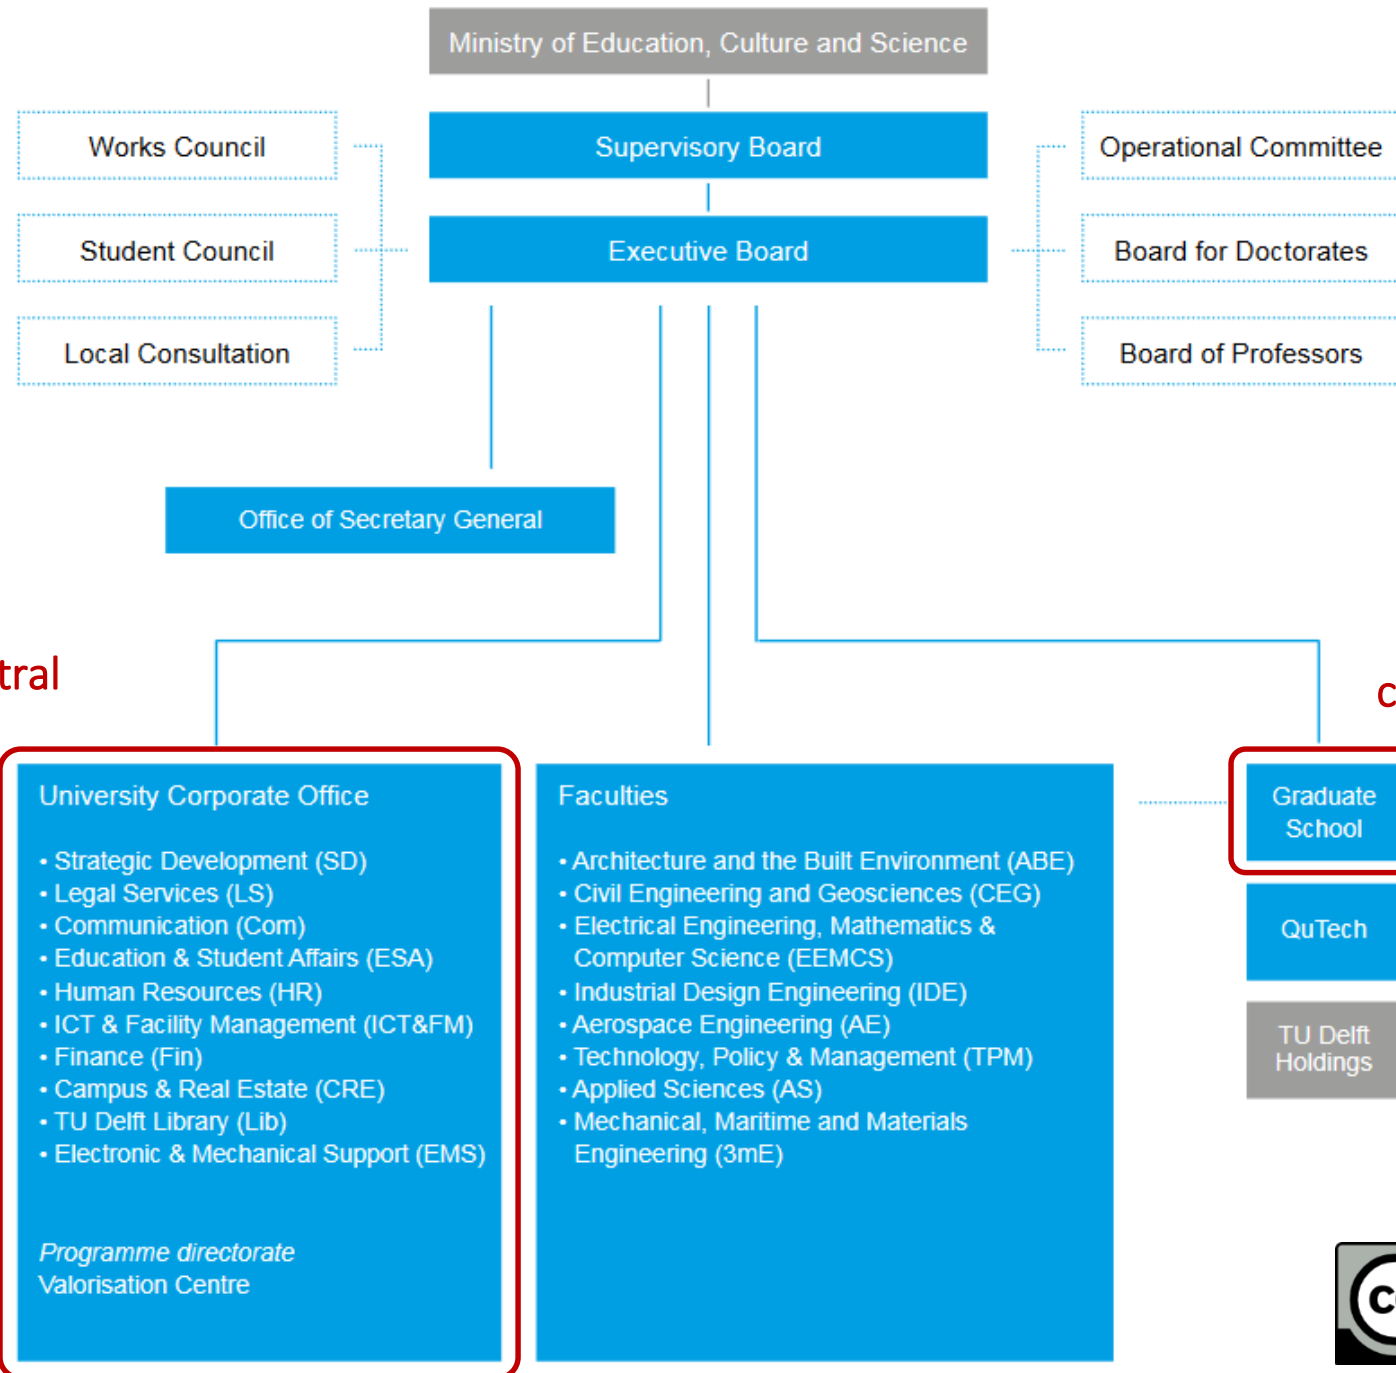 Ministry of Education, Culture and Science
Works Council
Supervisory Board
Operational Committee
Student Council
Executive Board
Board for Doctorates
Local Consultation
Board of Professors
Office of Secretary General
tral
c
University Corporate Office
• Strategic Development (SD)
• Legal Services (LS)
• Communication (Com)
• Education & Student Affairs (ESA)
• Human Resources (HR)
• ICT & Facility Management (ICT&FM)
• Finance (Fin)
• Campus & Real Estate (CRE)
• TU Delft Library (Lib)
• Electronic & Mechanical Support (EMS)
Programme directorate
Valorisation Centre
Faculties
• Architecture and the Built Environment (ABE)
• Civil Engineering and Geosciences (CEG)
• Electrical Engineering, Mathematics &
Computer Science (EEMCS)
• Industrial Design Engineering (IDE)
• Aerospace Engineering (AE)
• Technology, Policy & Management (TPM)
• Applied Sciences (AS)
• Mechanical, Maritime and Materials
Engineering (3mE)
Graduate
School
QuTech
TU Delft
Holdings